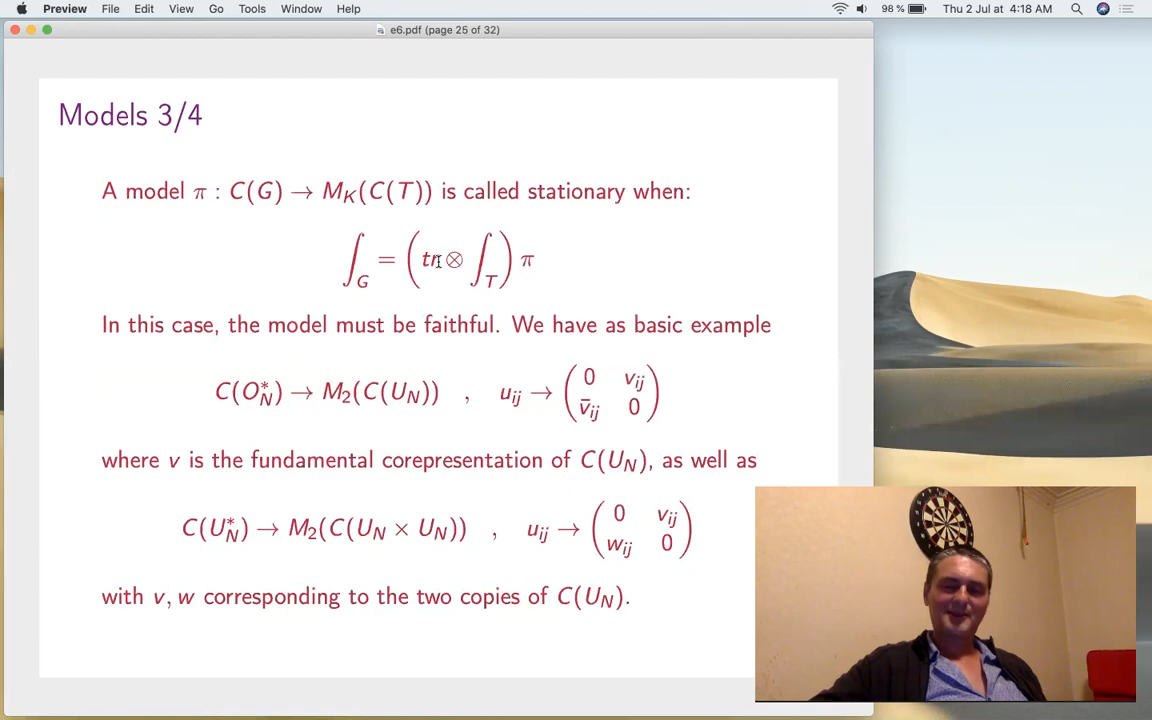 Preview File Edit View Go Tools Window Help 98 % Thu 2 Jul at 4:18 AM
e6.pdf (page 25 of 32)
Models 3/4
A model π : C(G) → M_K(C(T)) is called stationary when:
∫_G = (tr ⊗ ∫_T) π
In this case, the model must be faithful. We have as basic example
C(O_N^*) → M_2(C(U_N)) , u_ij → (0 v_ij
v̄_ij 0)
where v is the fundamental corepresentation of C(U_N), as well as
C(U_N^*) → M_2(C(U_N × U_N)) , u_ij → (0 v_ij
w_ij 0)
with v, w corresponding to the two copies of C(U_N).